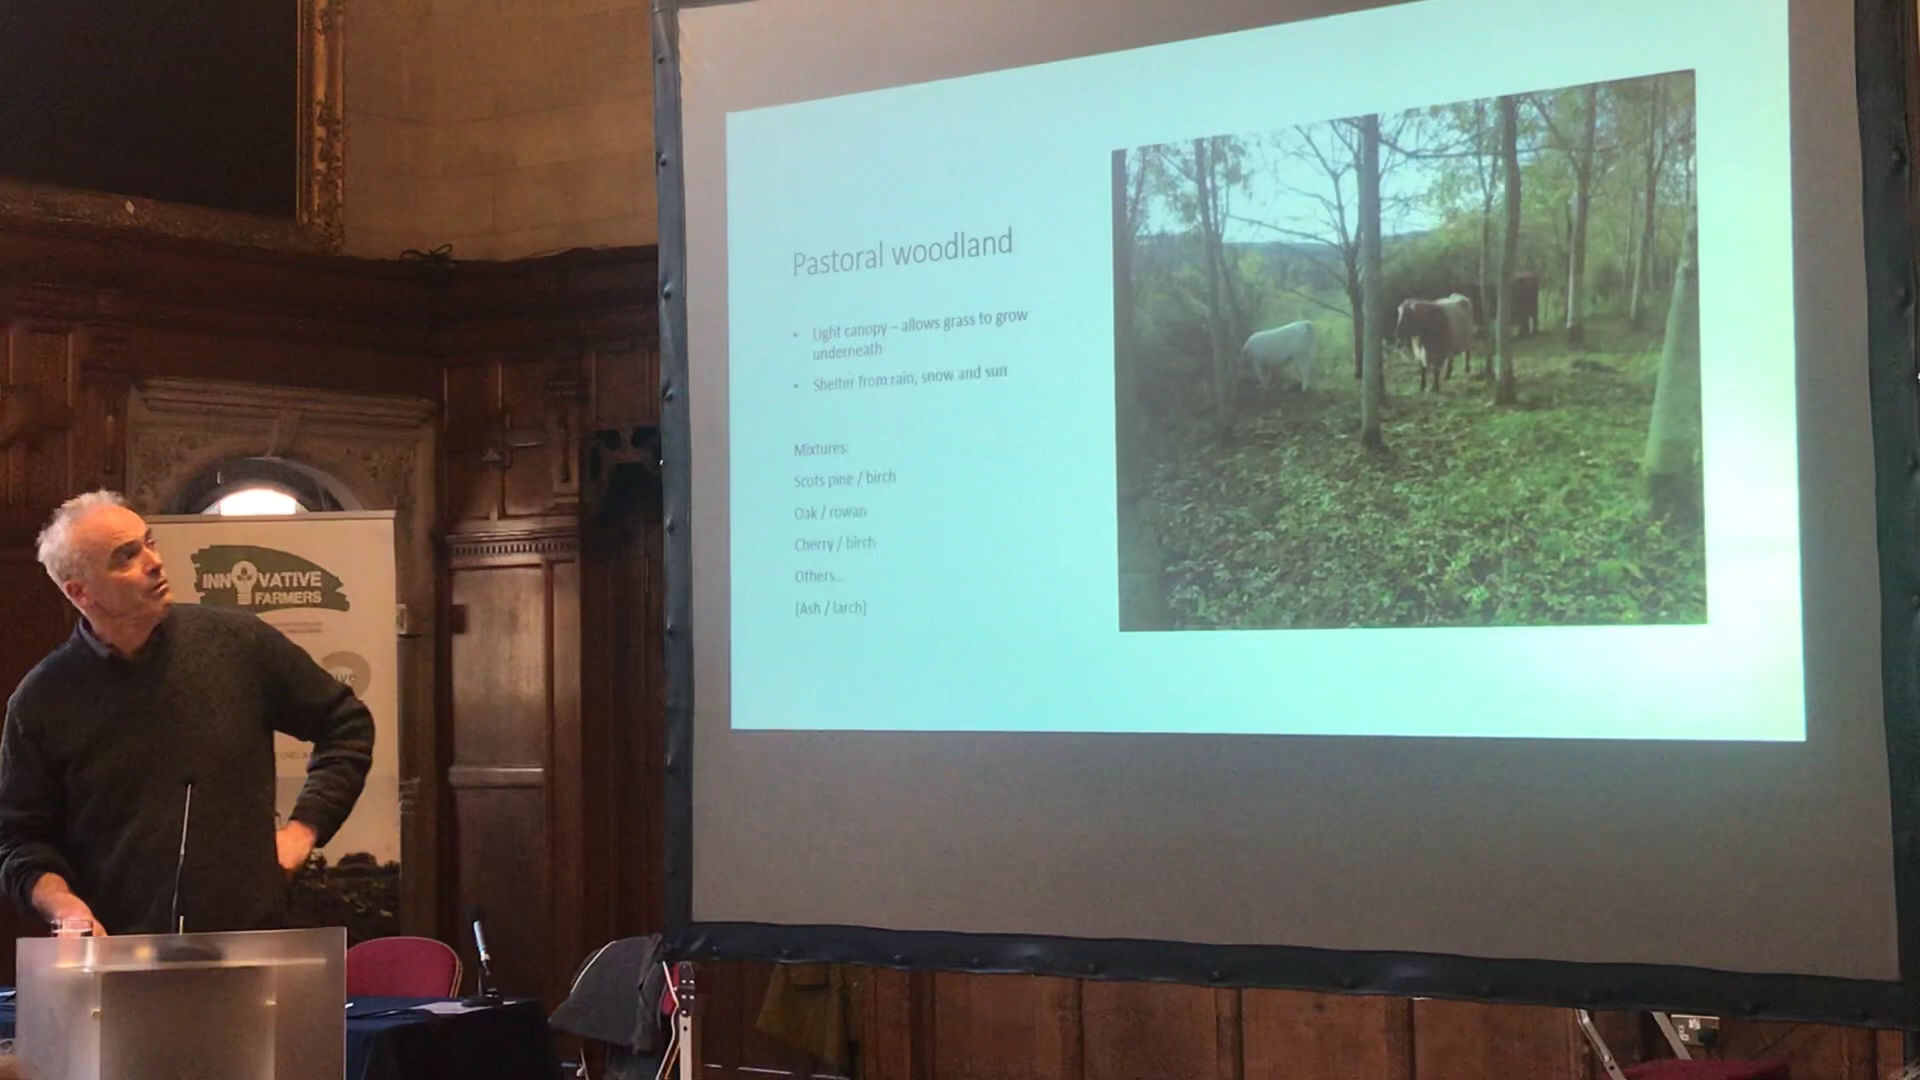 Pastoral woodland
• Light canopy – allows grass to grow
underneath
• Shelter from rain, snow and sun
Mixtures:
Scots pine / birch
Oak / rowan
Cherry / birch
Others...
(Ash / larch)
INNOVATIVE
FARMERS